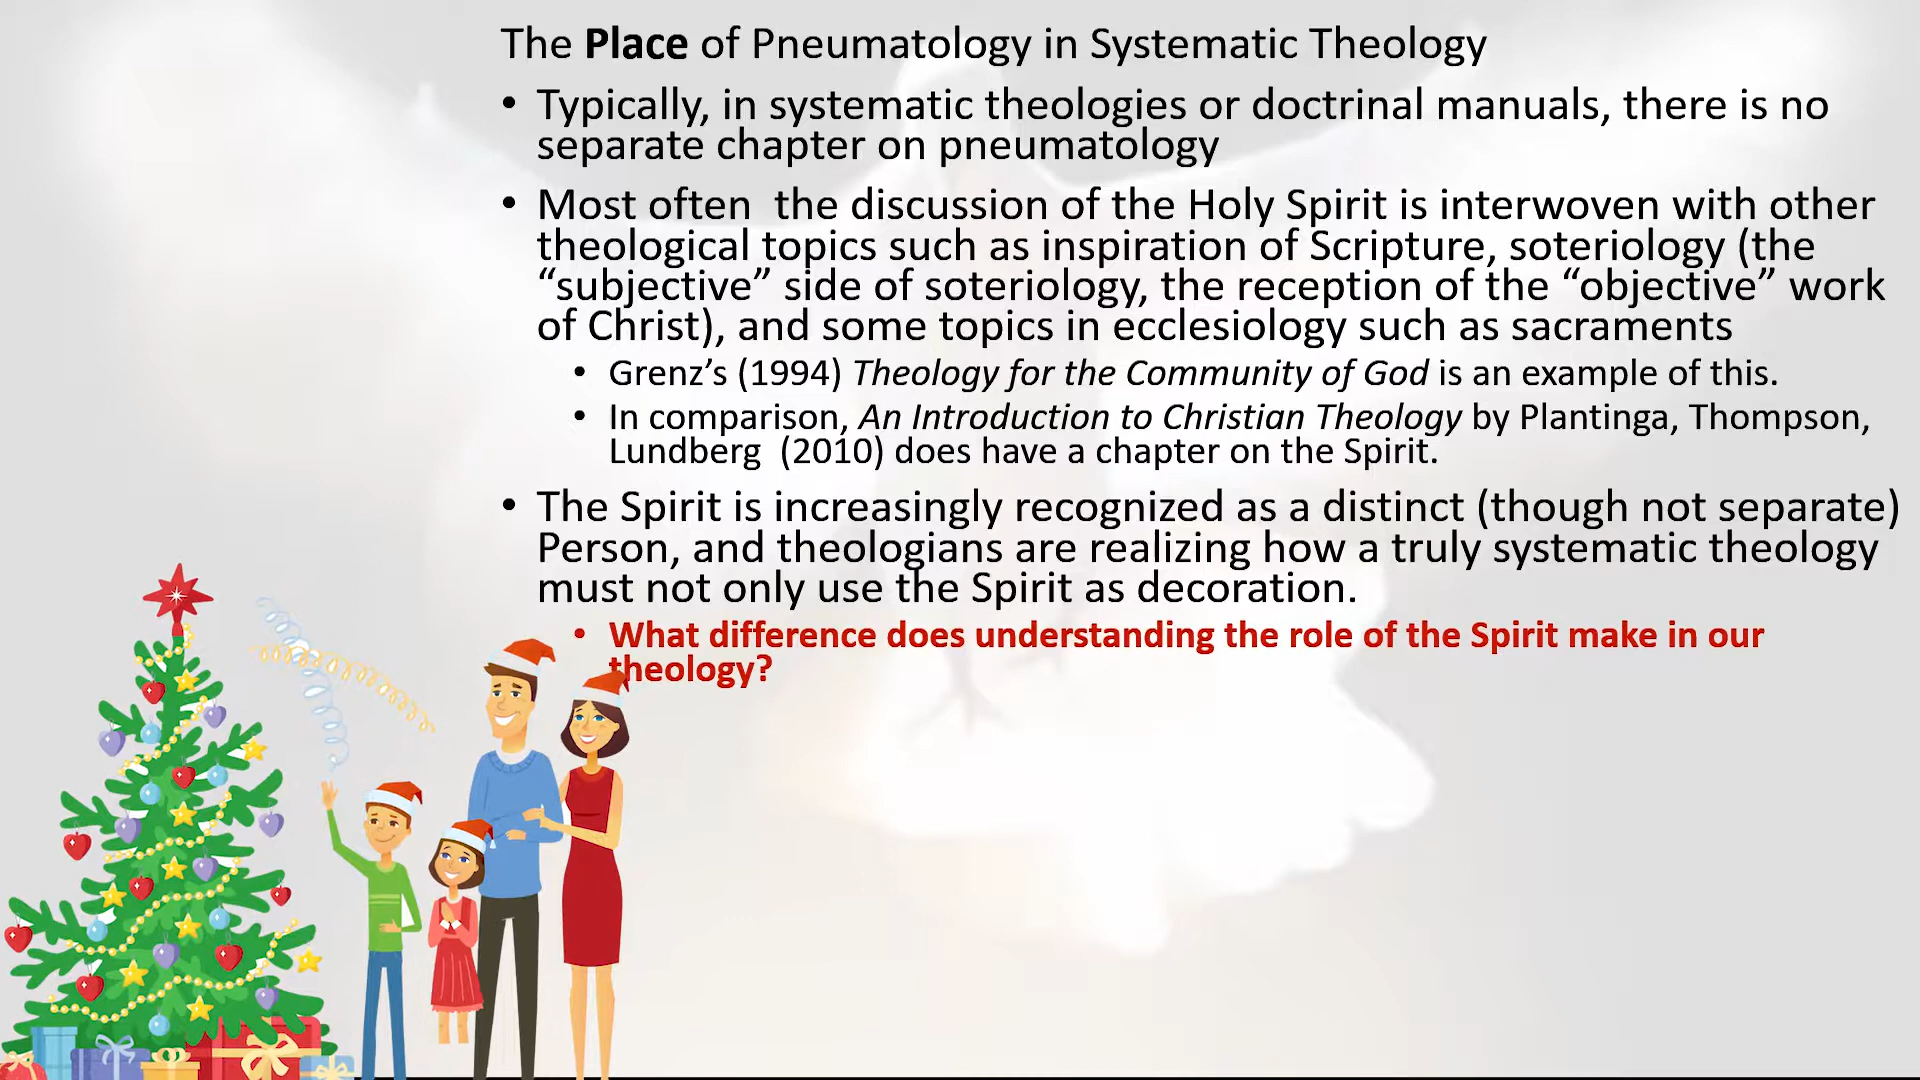 The Place of Pneumatology in Systematic Theology
• Typically, in systematic theologies or doctrinal manuals, there is no
separate chapter on pneumatology
• Most often  the discussion of the Holy Spirit is interwoven with other
theological topics such as inspiration of Scripture, soteriology (the
“subjective” side of soteriology, the reception of the “objective” work
of Christ), and some topics in ecclesiology such as sacraments
• Grenz’s (1994) Theology for the Community of God is an example of this.
• In comparison, An Introduction to Christian Theology by Plantinga, Thompson,
Lundberg  (2010) does have a chapter on the Spirit.
• The Spirit is increasingly recognized as a distinct (though not separate)
Person, and theologians are realizing how a truly systematic theology
must not only use the Spirit as decoration.
• What difference does understanding the role of the Spirit make in our
theology?